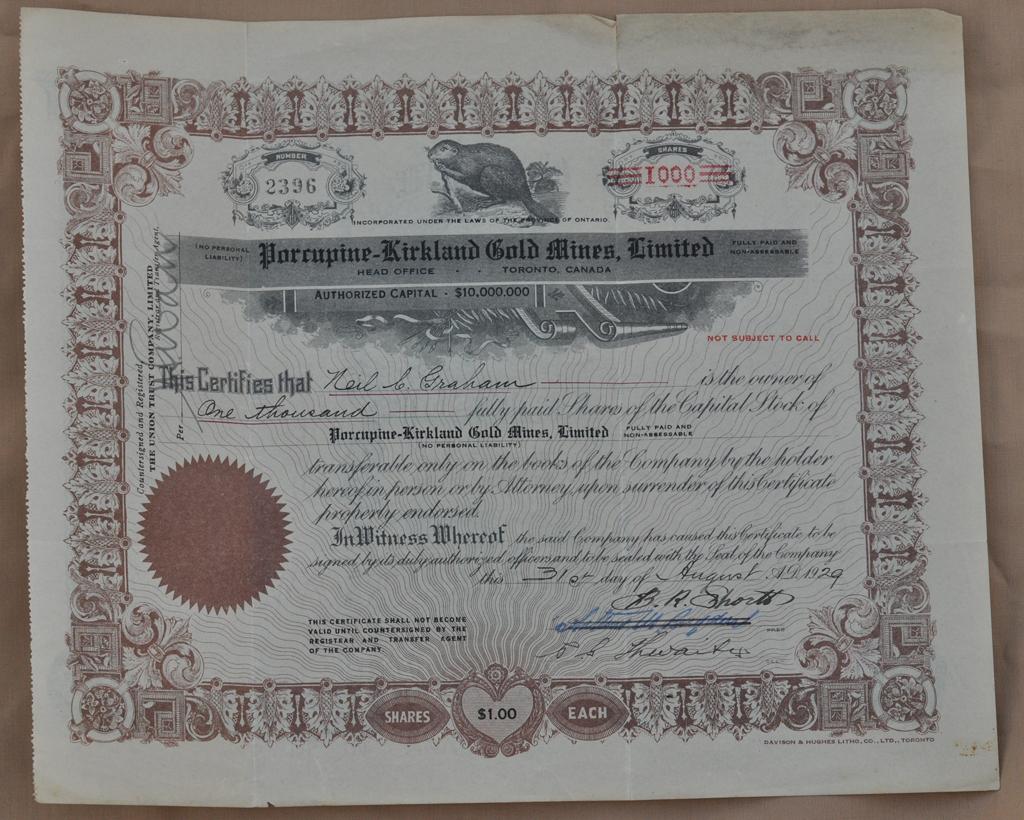 NUMBER
2396
SHARES
1000
INCORPORATED UNDER THE LAWS OF THE PROVINCE OF ONTARIO.
(NO PERSONAL LIABILITY)
Porcupine-Kirkland Gold Mines, Limited
FULLY PAID AND NON-ASSESSABLE
HEAD OFFICE - - TORONTO, CANADA
AUTHORIZED CAPITAL - $10,000,000
NOT SUBJECT TO CALL
Countersigned and Registered,
THE UNION TRUST COMPANY, LIMITED
Registrar and Transfer Agent.
Per
This Certifies that Neil C. Graham is the owner of
One thousand fully paid Shares of the Capital Stock of
Porcupine-Kirkland Gold Mines, Limited FULLY PAID AND NON-ASSESSABLE
(NO PERSONAL LIABILITY)
transferable only on the books of the Company by the holder
hereof in person or by Attorney, upon surrender of this Certificate
properly endorsed.
In Witness Whereof, the said Company has caused this Certificate to be
signed by its duly authorized officers and to be sealed with the Seal of the Company
this 31st day of August A.D. 1929
THIS CERTIFICATE SHALL NOT BECOME
VALID UNTIL COUNTERSIGNED BY THE
REGISTRAR AND TRANSFER AGENT
OF THE COMPANY.
SHARES $1.00 EACH
DAVISON & HUGHES LITHO, CO., LTD., TORONTO